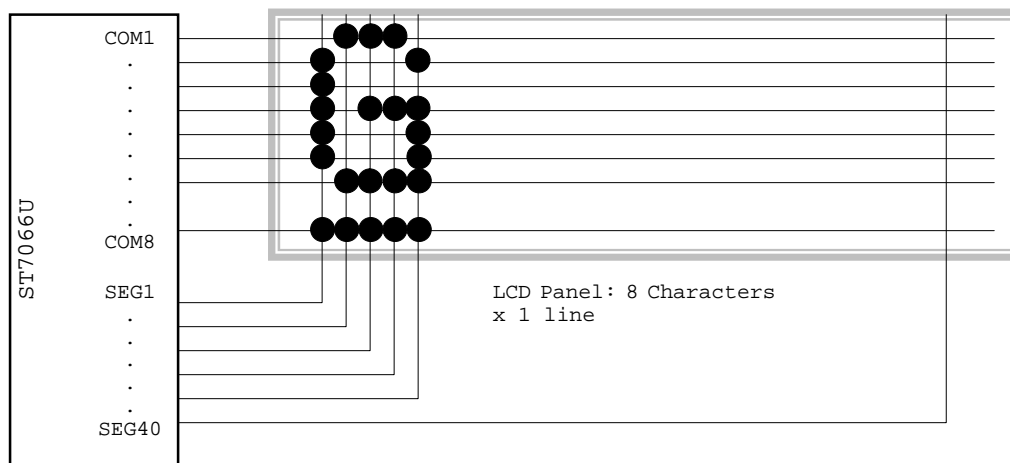 COM1
.
.
.
.
.
.
.
COM8
ST7066U
SEG1
.
.
.
.
.
SEG40
LCD Panel: 8 Characters
x 1 line